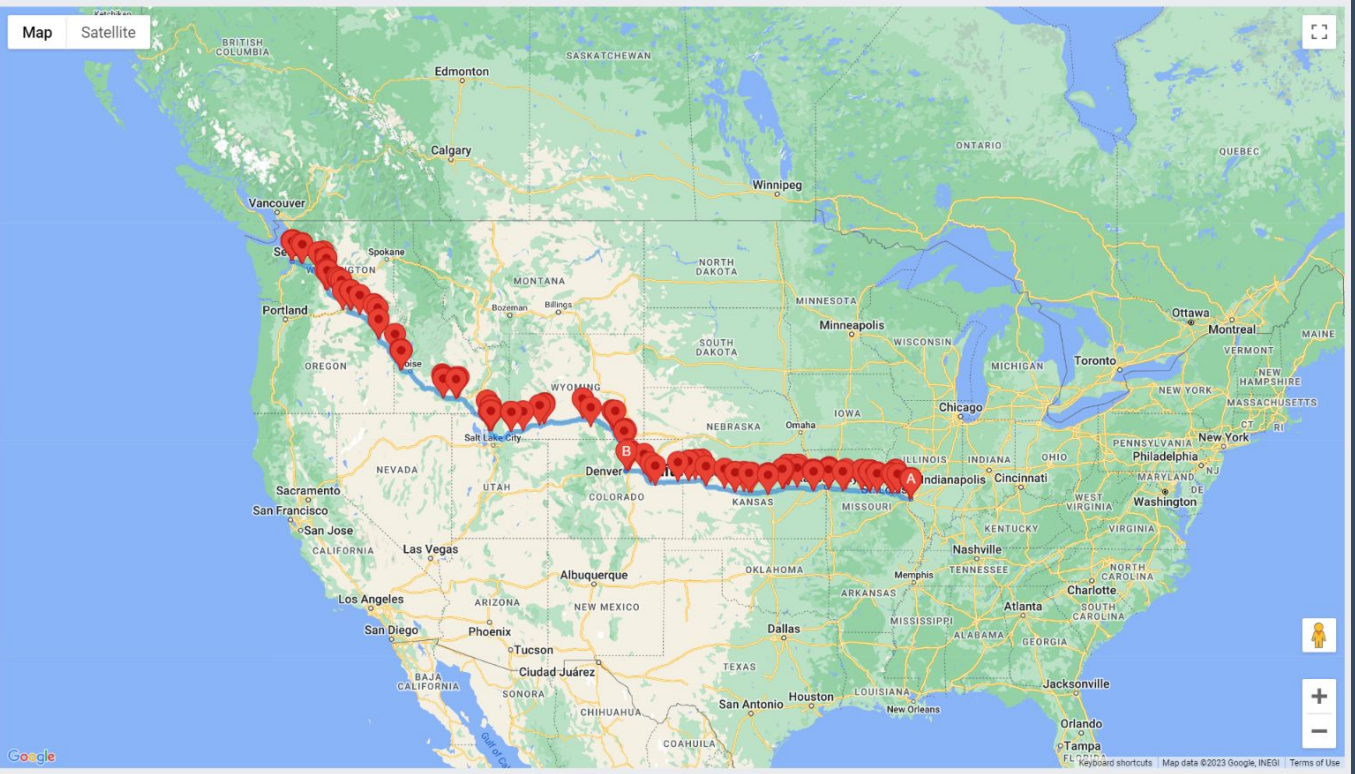 Map
Satellite
BRITISH
COLUMBIA
SASKATCHEWAN
Edmonton
Calgary
ONTARIO
QUEBEC
Winnipeg
Vancouver
Spokane
NORTH
DAKOTA
MONTANA
Bozeman
Billings
MINNESOTA
Portland
Minneapolis
Ottawa
Montreal
MAINE
SOUTH
DAKOTA
WISCONSIN
VERMONT
OREGON
MICHIGAN
Toronto
NEW
HAMPSHIRE
WYOMING
NEW YORK
MASSACHUSETTS
IOWA
Chicago
NEBRASKA
Omaha
CT
RI
Salt Lake City
B
PENNSYLVANIA
New York
ILLINOIS
INDIANA
OHIO
Philadelphia
NEVADA
Denver
A
Indianapolis
Cincinnati
MARYLAND
NJ
UTAH
COLORADO
KANSAS
MISSOURI
WEST
VIRGINIA
DE
Washington
Sacramento
San Francisco
San Jose
KENTUCKY
VIRGINIA
CALIFORNIA
Las Vegas
Nashville
TENNESSEE
Albuquerque
OKLAHOMA
Memphis
NORTH
CAROLINA
Charlotte
Los Angeles
ARIZONA
NEW MEXICO
ARKANSAS
Atlanta
SOUTH
CAROLINA
San Diego
Phoenix
Dallas
MISSISSIPPI
ALABAMA
GEORGIA
Tucson
Ciudad Juárez
TEXAS
BAJA
CALIFORNIA
SONORA
Jacksonville
CHIHUAHUA
San Antonio
Houston
LOUISIANA
New Orleans
Gulf of
Orlando
COAHUILA
Tampa
Google
Keyboard shortcuts
Map data ©2023 Google, INEGI
Terms of Use